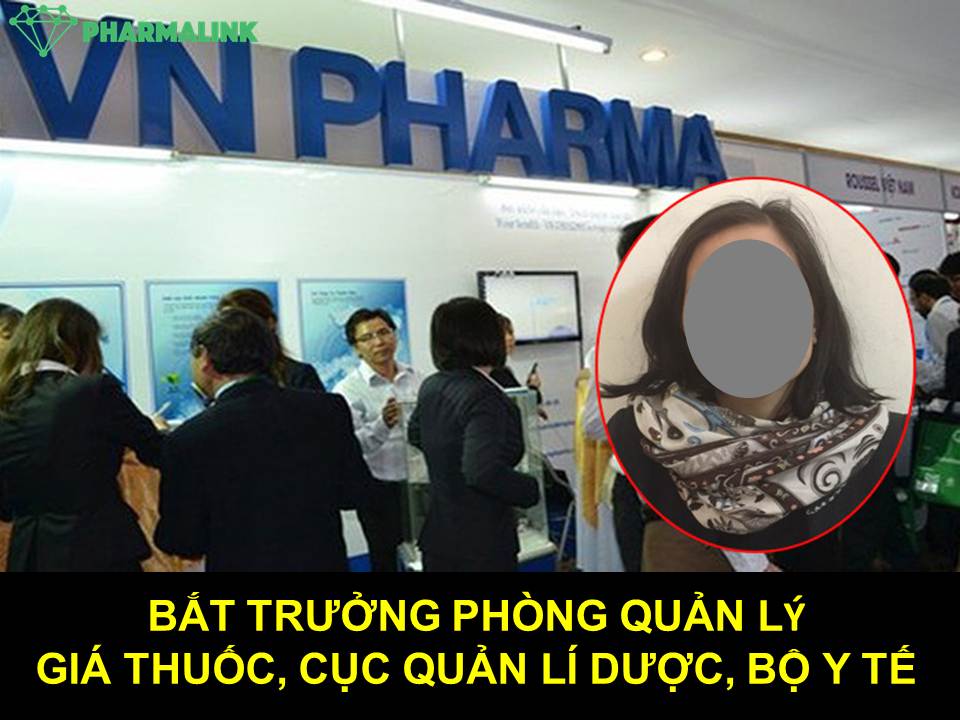 PHARMALINK
VN PHARMA
ROUSSEL VIỆT NAM
BẮT TRƯỞNG PHÒNG QUẢN LÝ
GIÁ THUỐC, CỤC QUẢN LÍ DƯỢC, BỘ Y TẾ